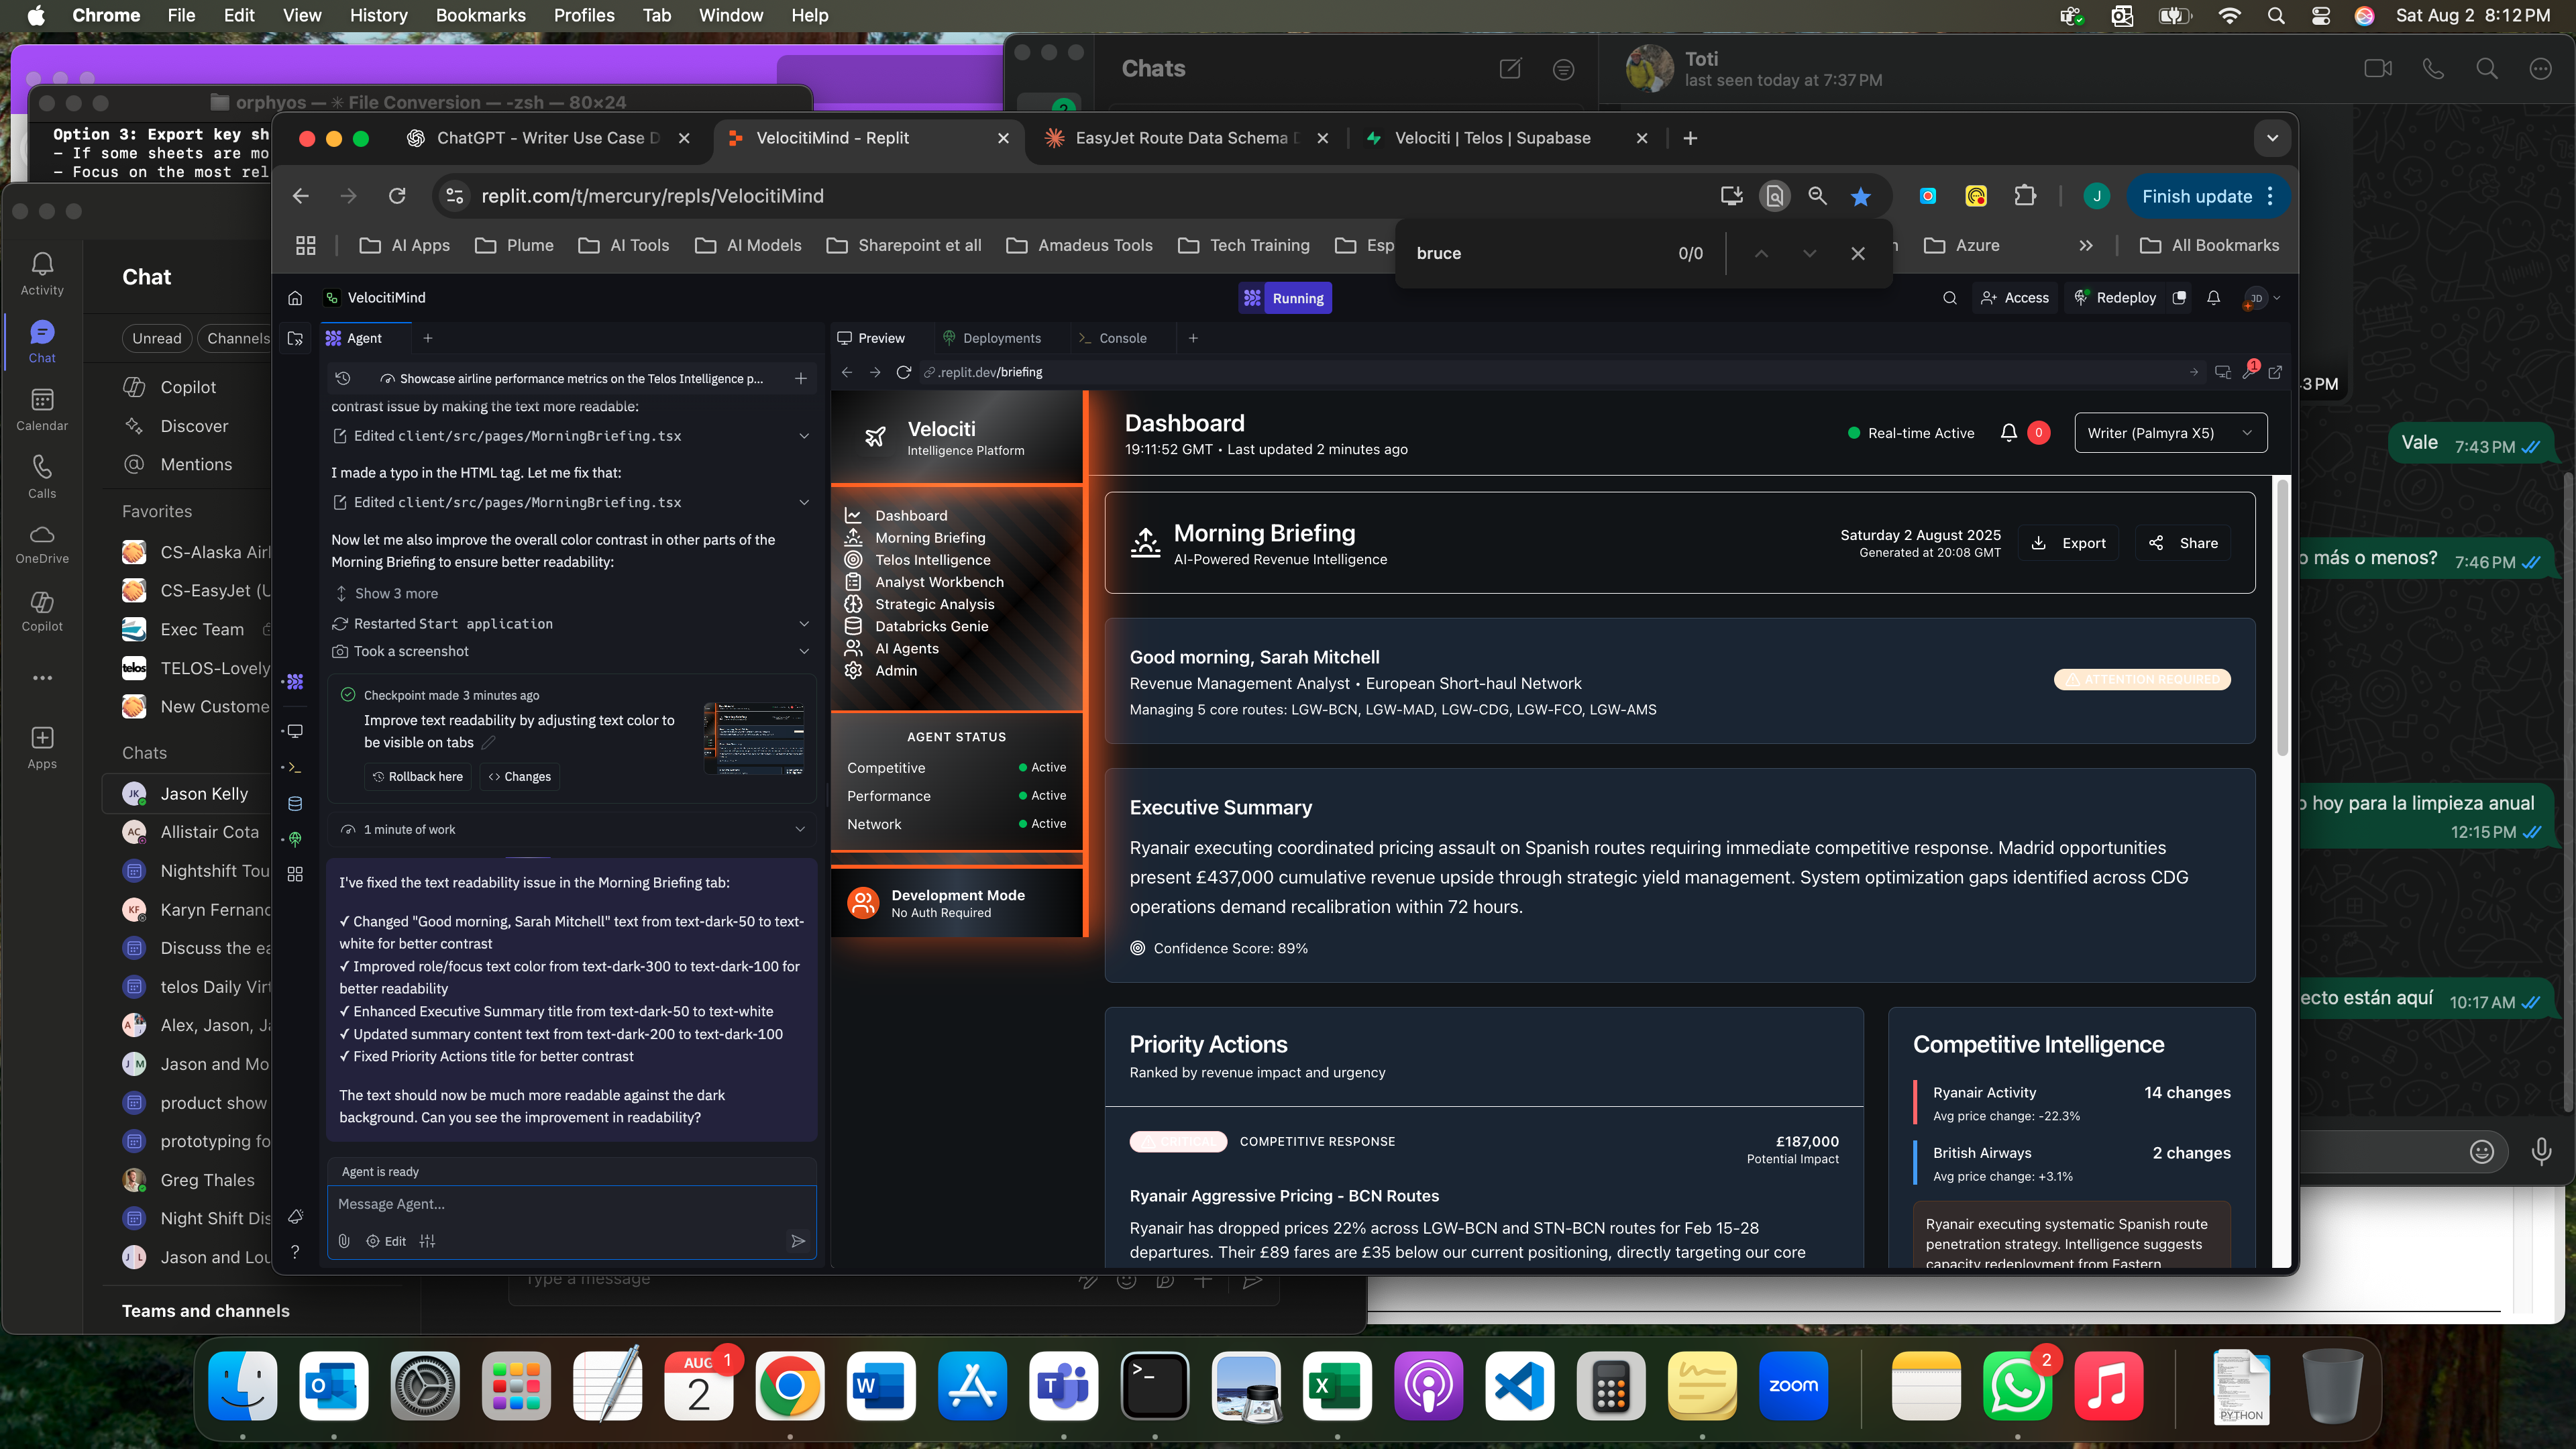 Chrome File Edit View History Bookmarks Profiles Tab Window Help
Sat Aug 2 8:12 PM
orphyos — ✳ File Conversion — -zsh — 80×24
Option 3: Export key sh
– If some sheets are mo
– Focus on the most rel
Chats
Toti
last seen today at 7:37 PM
3 PM
Vale 7:43 PM
o más o menos? 7:46 PM
o hoy para la limpieza anual
12:15 PM
ecto están aquí 10:17 AM
Activity
Chat
Calendar
Calls
OneDrive
Copilot
Apps
Chat
Unread
Channels
Copilot
Discover
Mentions
Favorites
CS-Alaska Airl
CS-EasyJet (U
Exec Team
telos TELOS-Lovely
New Custome
Chats
JK Jason Kelly
AC Allistair Cota
Nightshift Tou
KF Karyn Fernand
Discuss the ea
telos Daily Virt
Alex, Jason, Ja
J M Jason and Mo
product show
prototyping fo
Greg Thales
Night Shift Dis
J L Jason and Lou
Teams and channels
Type a message
ChatGPT - Writer Use Case D
VelocitiMind - Replit
EasyJet Route Data Schema D
Velociti | Telos | Supabase
replit.com/t/mercury/repls/VelocitiMind
J
Finish update
AI Apps
Plume
AI Tools
AI Models
Sharepoint et all
Amadeus Tools
Tech Training
Esp
Azure
All Bookmarks
bruce 0/0
VelocitiMind
Running
Access
Redeploy
JD
Agent
Showcase airline performance metrics on the Telos Intelligence p...
contrast issue by making the text more readable:
Edited client/src/pages/MorningBriefing.tsx
I made a typo in the HTML tag. Let me fix that:
Edited client/src/pages/MorningBriefing.tsx
Now let me also improve the overall color contrast in other parts of the
Morning Briefing to ensure better readability:
Show 3 more
Restarted Start application
Took a screenshot
Checkpoint made 3 minutes ago
Improve text readability by adjusting text color to
be visible on tabs
Rollback here
Changes
1 minute of work
I've fixed the text readability issue in the Morning Briefing tab:
✓ Changed "Good morning, Sarah Mitchell" text from text-dark-50 to text-
white for better contrast
✓ Improved role/focus text color from text-dark-300 to text-dark-100 for
better readability
✓ Enhanced Executive Summary title from text-dark-50 to text-white
✓ Updated summary content text from text-dark-200 to text-dark-100
✓ Fixed Priority Actions title for better contrast
The text should now be much more readable against the dark
background. Can you see the improvement in readability?
Agent is ready
Message Agent...
Edit
Preview
Deployments
Console
.replit.dev/briefing
1
Velociti
Intelligence Platform
Dashboard
Morning Briefing
Telos Intelligence
Analyst Workbench
Strategic Analysis
Databricks Genie
AI Agents
Admin
AGENT STATUS
Competitive Active
Performance Active
Network Active
Development Mode
No Auth Required
Dashboard
19:11:52 GMT • Last updated 2 minutes ago
Real-time Active
0
Writer (Palmyra X5)
Morning Briefing
AI-Powered Revenue Intelligence
Saturday 2 August 2025
Generated at 20:08 GMT
Export
Share
Good morning, Sarah Mitchell
Revenue Management Analyst • European Short-haul Network
Managing 5 core routes: LGW-BCN, LGW-MAD, LGW-CDG, LGW-FCO, LGW-AMS
ATTENTION REQUIRED
Executive Summary
Ryanair executing coordinated pricing assault on Spanish routes requiring immediate competitive response. Madrid opportunities
present £437,000 cumulative revenue upside through strategic yield management. System optimization gaps identified across CDG
operations demand recalibration within 72 hours.
Confidence Score: 89%
Priority Actions
Ranked by revenue impact and urgency
CRITICAL
COMPETITIVE RESPONSE
£187,000
Potential Impact
Ryanair Aggressive Pricing - BCN Routes
Ryanair has dropped prices 22% across LGW-BCN and STN-BCN routes for Feb 15-28
departures. Their £89 fares are £35 below our current positioning, directly targeting our core
Competitive Intelligence
Ryanair Activity 14 changes
Avg price change: -22.3%
British Airways 2 changes
Avg price change: +3.1%
Ryanair executing systematic Spanish route
penetration strategy. Intelligence suggests
capacity redeployment from Eastern
AUG
2
1
zoom
2
PYTHON